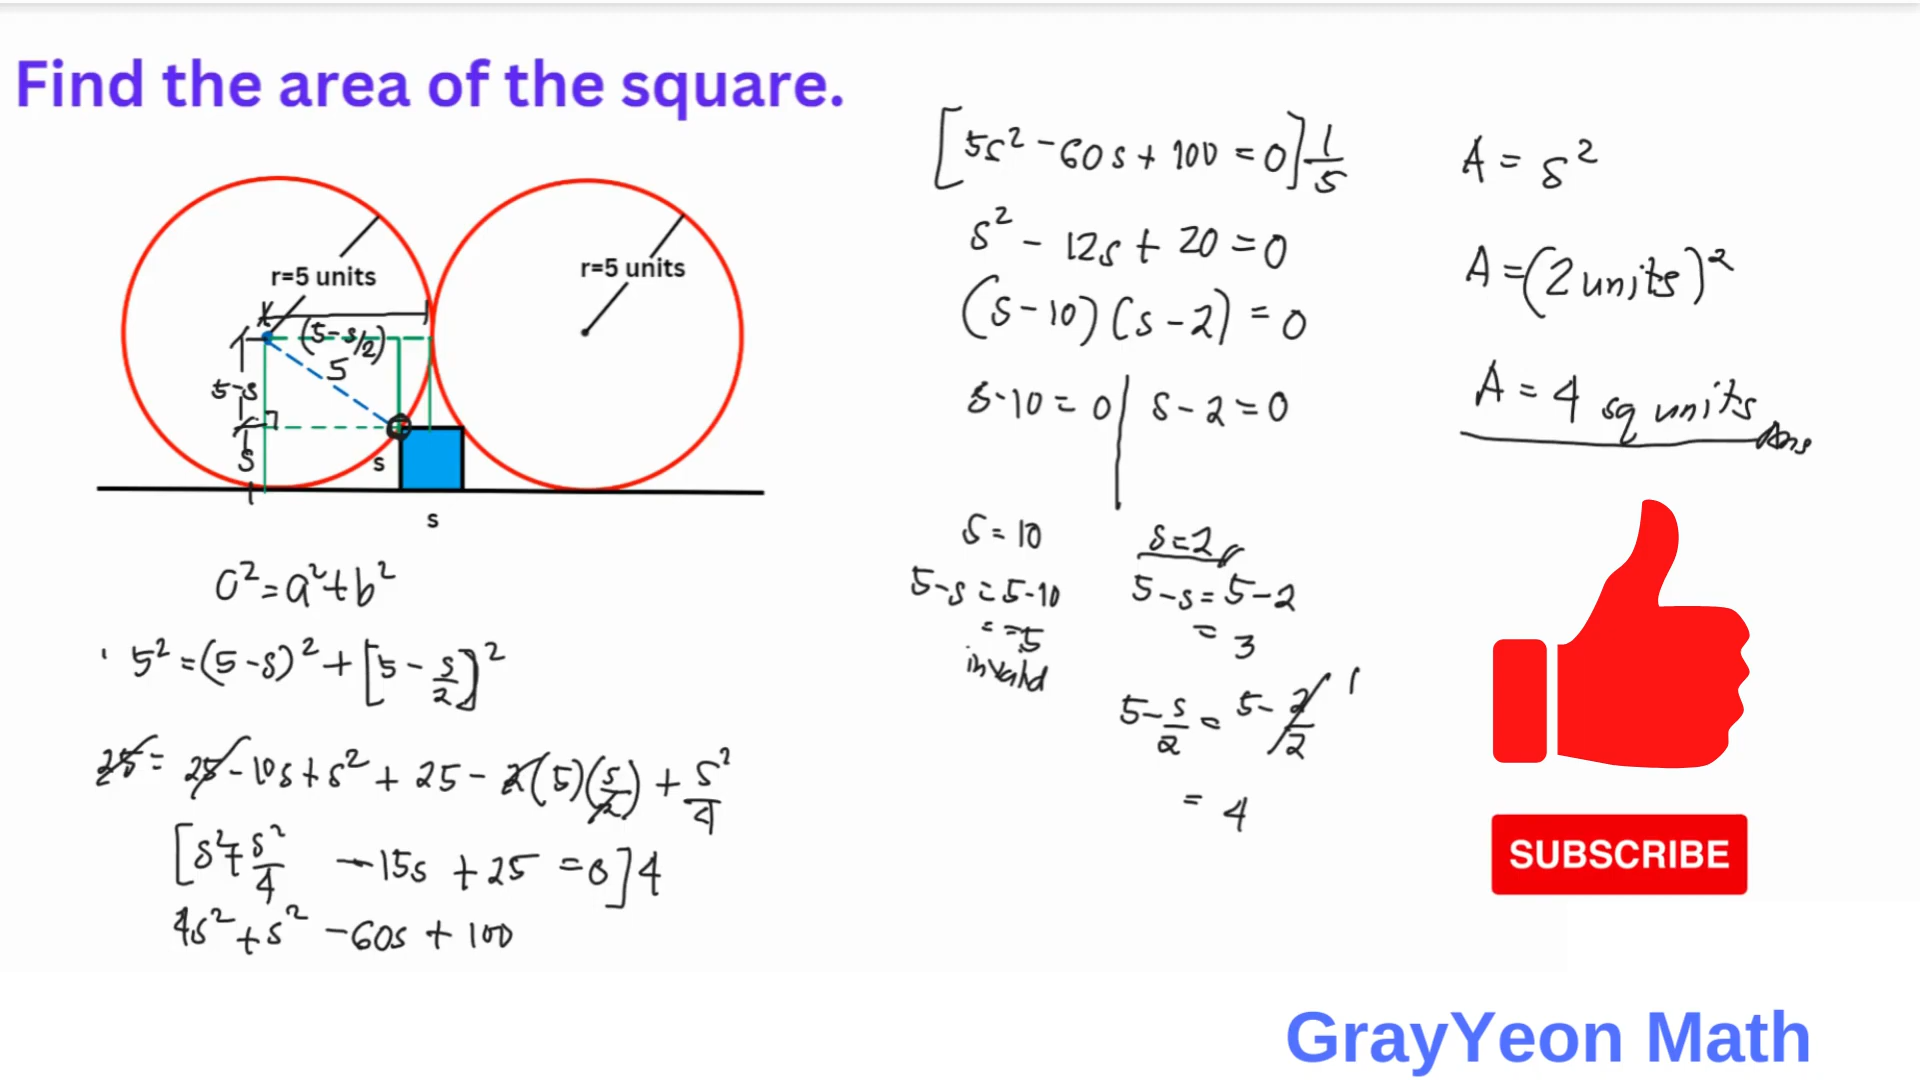 Find the area of the square.
r=5 units
r=5 units
(5-s/2)
5
5-s
s
s
s
c² = a² + b²
5² = (5-s)² + [5 - s/2]²
25 = 25 - 10s + s² + 25 - 2(5)(s/2) + s²/4
[s² + s²/4 - 15s + 25 = 0] 4
4s² + s² - 60s + 100
[5s² - 60s + 100 = 0] 1/5
s² - 12s + 20 = 0
(s-10)(s-2) = 0
s-10 = 0 | s-2 = 0
s = 10
5-s = 5-10
= -5
invalid
s = 2
5-s = 5-2
= 3
5 - s/2 = 5 - 2/2 1
= 4
A = s²
A = (2 units)²
A = 4 sq units
Ans
SUBSCRIBE
GrayYeon Math